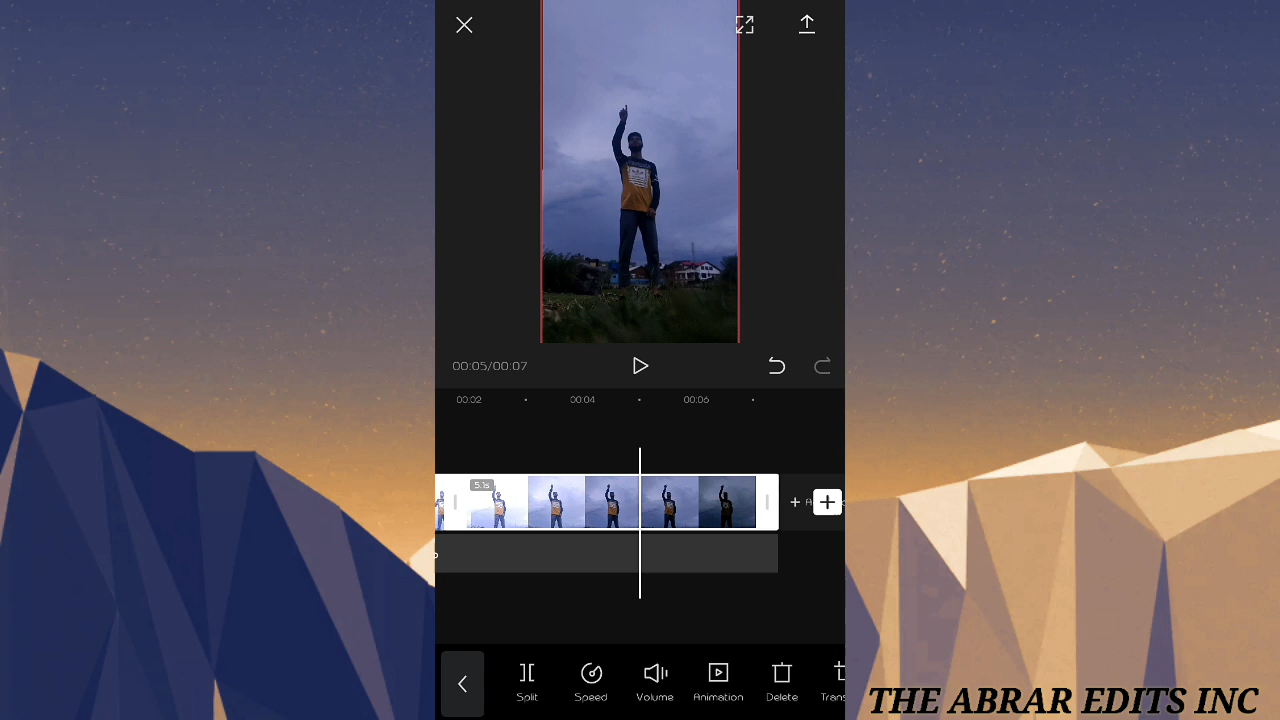 00:05/00:07
00:02
00:04
00:06
5.1s
Split
Speed
Volume
Animation
Delete
THE ABRAR EDITS INC